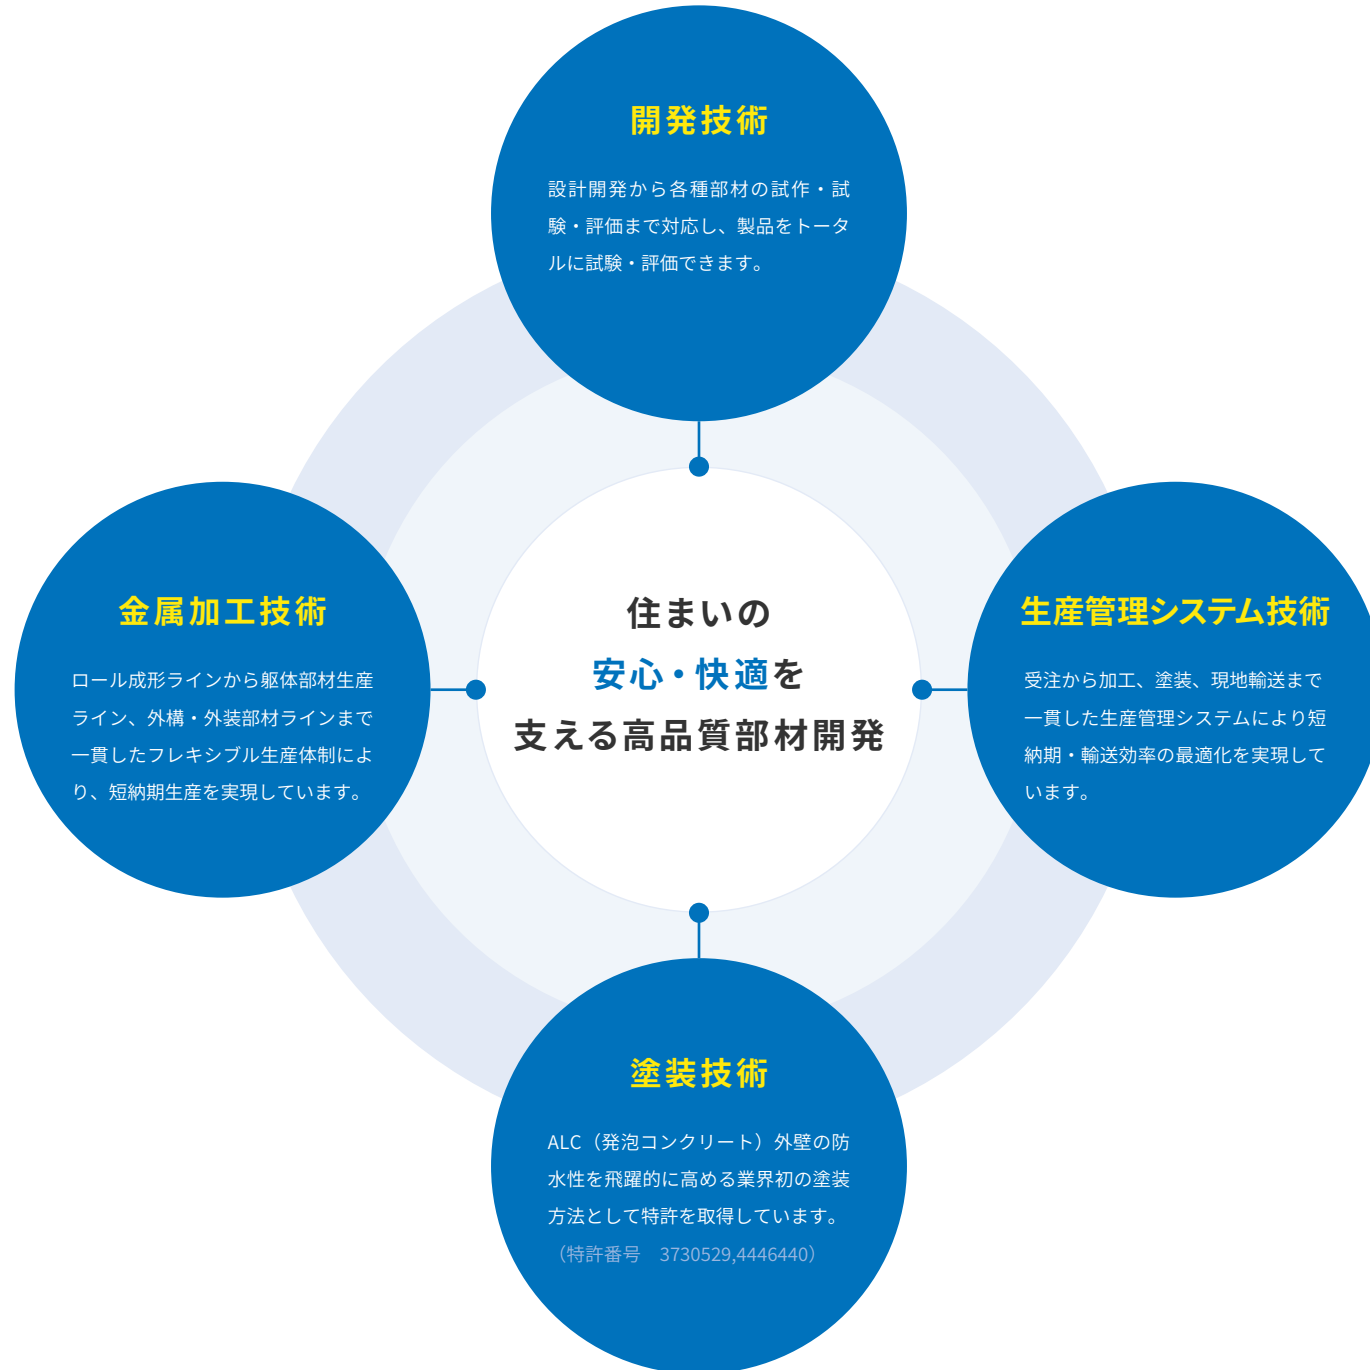 開発技術
設計開発から各種部材の試作・試
験・評価まで対応し、製品をトータ
ルに試験・評価できます。
金属加工技術
ロール成形ラインから躯体部材生産
ライン、外構・外装部材ラインまで
一貫したフレキシブル生産体制によ
り、短納期生産を実現しています。
住まいの
安心・快適を
支える高品質部材開発
生産管理システム技術
受注から加工、塗装、現地輸送まで
一貫した生産管理システムにより短
納期・輸送効率の最適化を実現して
います。
塗装技術
ALC（発泡コンクリート）外壁の防
水性を飛躍的に高める業界初の塗装
方法として特許を取得しています。
（特許番号　3730529,4446440）